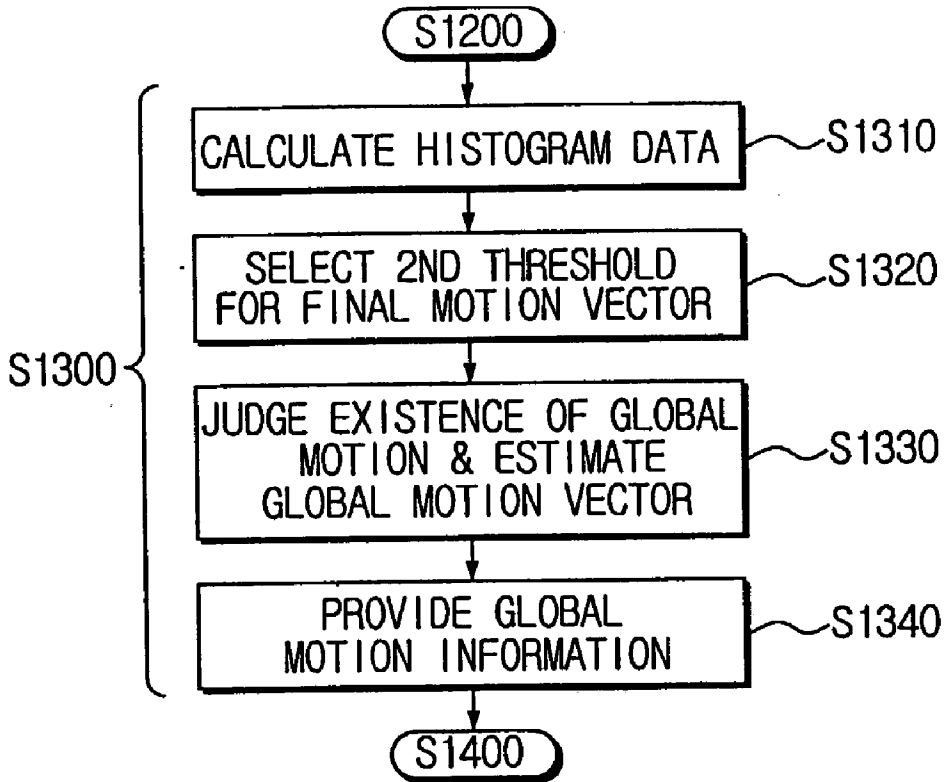 S1200
CALCULATE HISTOGRAM DATA
S1310
SELECT 2ND THRESHOLD
FOR FINAL MOTION VECTOR
S1320
S1300
JUDGE EXISTENCE OF GLOBAL
MOTION & ESTIMATE
GLOBAL MOTION VECTOR
S1330
PROVIDE GLOBAL
MOTION INFORMATION
S1340
S1400